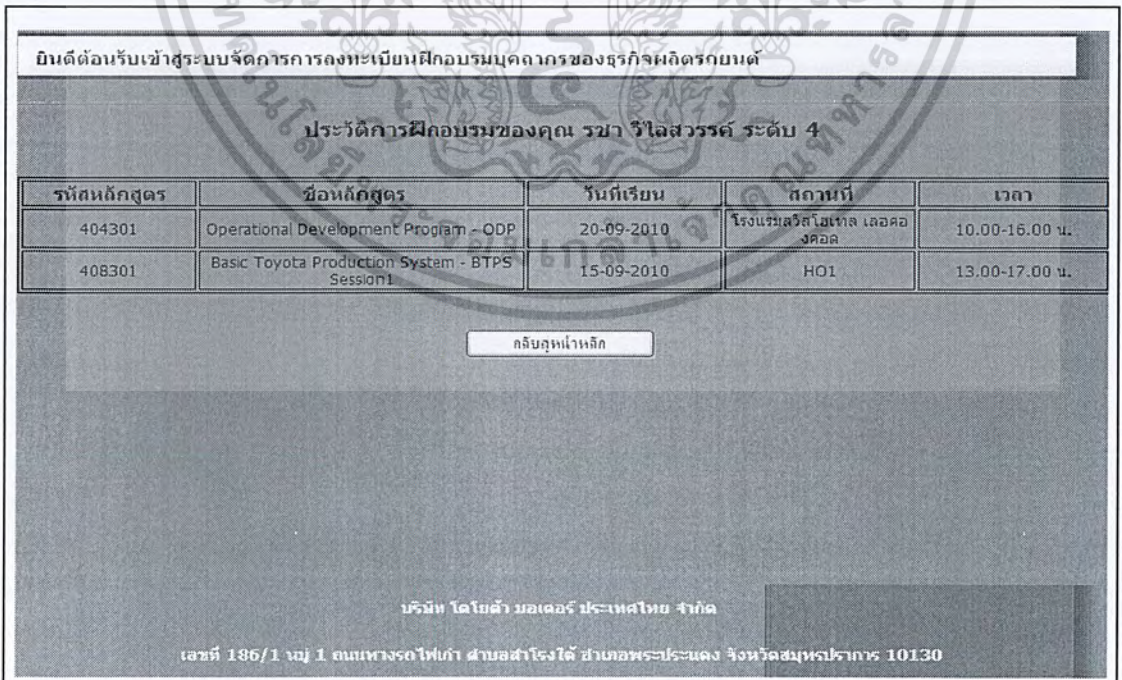 ยินดีต้อนรับเข้าสู่ระบบจัดการการลงทะเบียนฝึกอบรมบุคลากรของธุรกิจผลิตรถยนต์
ประวัติการฝึกอบรมของคุณ รชา วิไลสวรรค์ ระดับ 4
รหัสหลักสูตร ชื่อหลักสูตร วันที่เรียน สถานที่ เวลา
404301 Operational Development Program - ODP 20-09-2010 โรงแรมสวิสโฮเทล เลอคอ
งคอด 10.00-16.00 น.
408301 Basic Toyota Production System - BTPS
Session1 15-09-2010 HO1 13.00-17.00 น.
กลับสู่หน้าหลัก
บริษัท โตโยต้า มอเตอร์ ประเทศไทย จำกัด
เลขที่ 186/1 หมู่ 1 ถนนทางรถไฟเก่า ตำบลสำโรงใต้ อำเภอพระประแดง จังหวัดสมุทรปราการ 10130